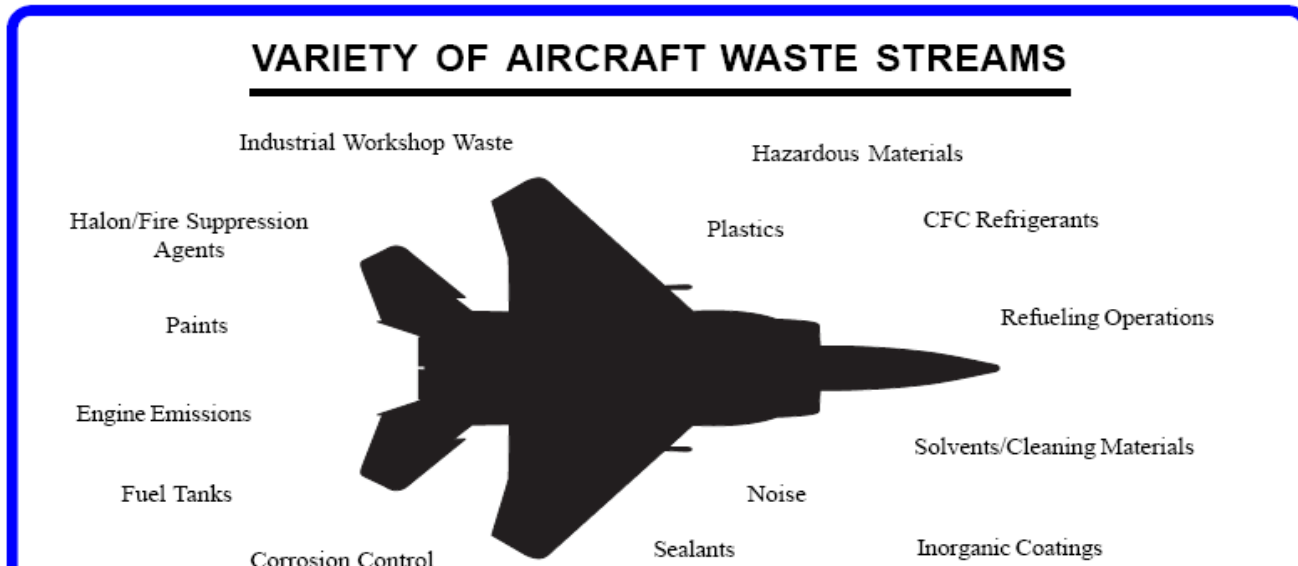 VARIETY OF AIRCRAFT WASTE STREAMS
Industrial Workshop Waste
Hazardous Materials
Halon/Fire Suppression
Agents
Plastics
CFC Refrigerants
Paints
Refueling Operations
Engine Emissions
Solvents/Cleaning Materials
Fuel Tanks
Noise
Corrosion Control
Sealants
Inorganic Coatings